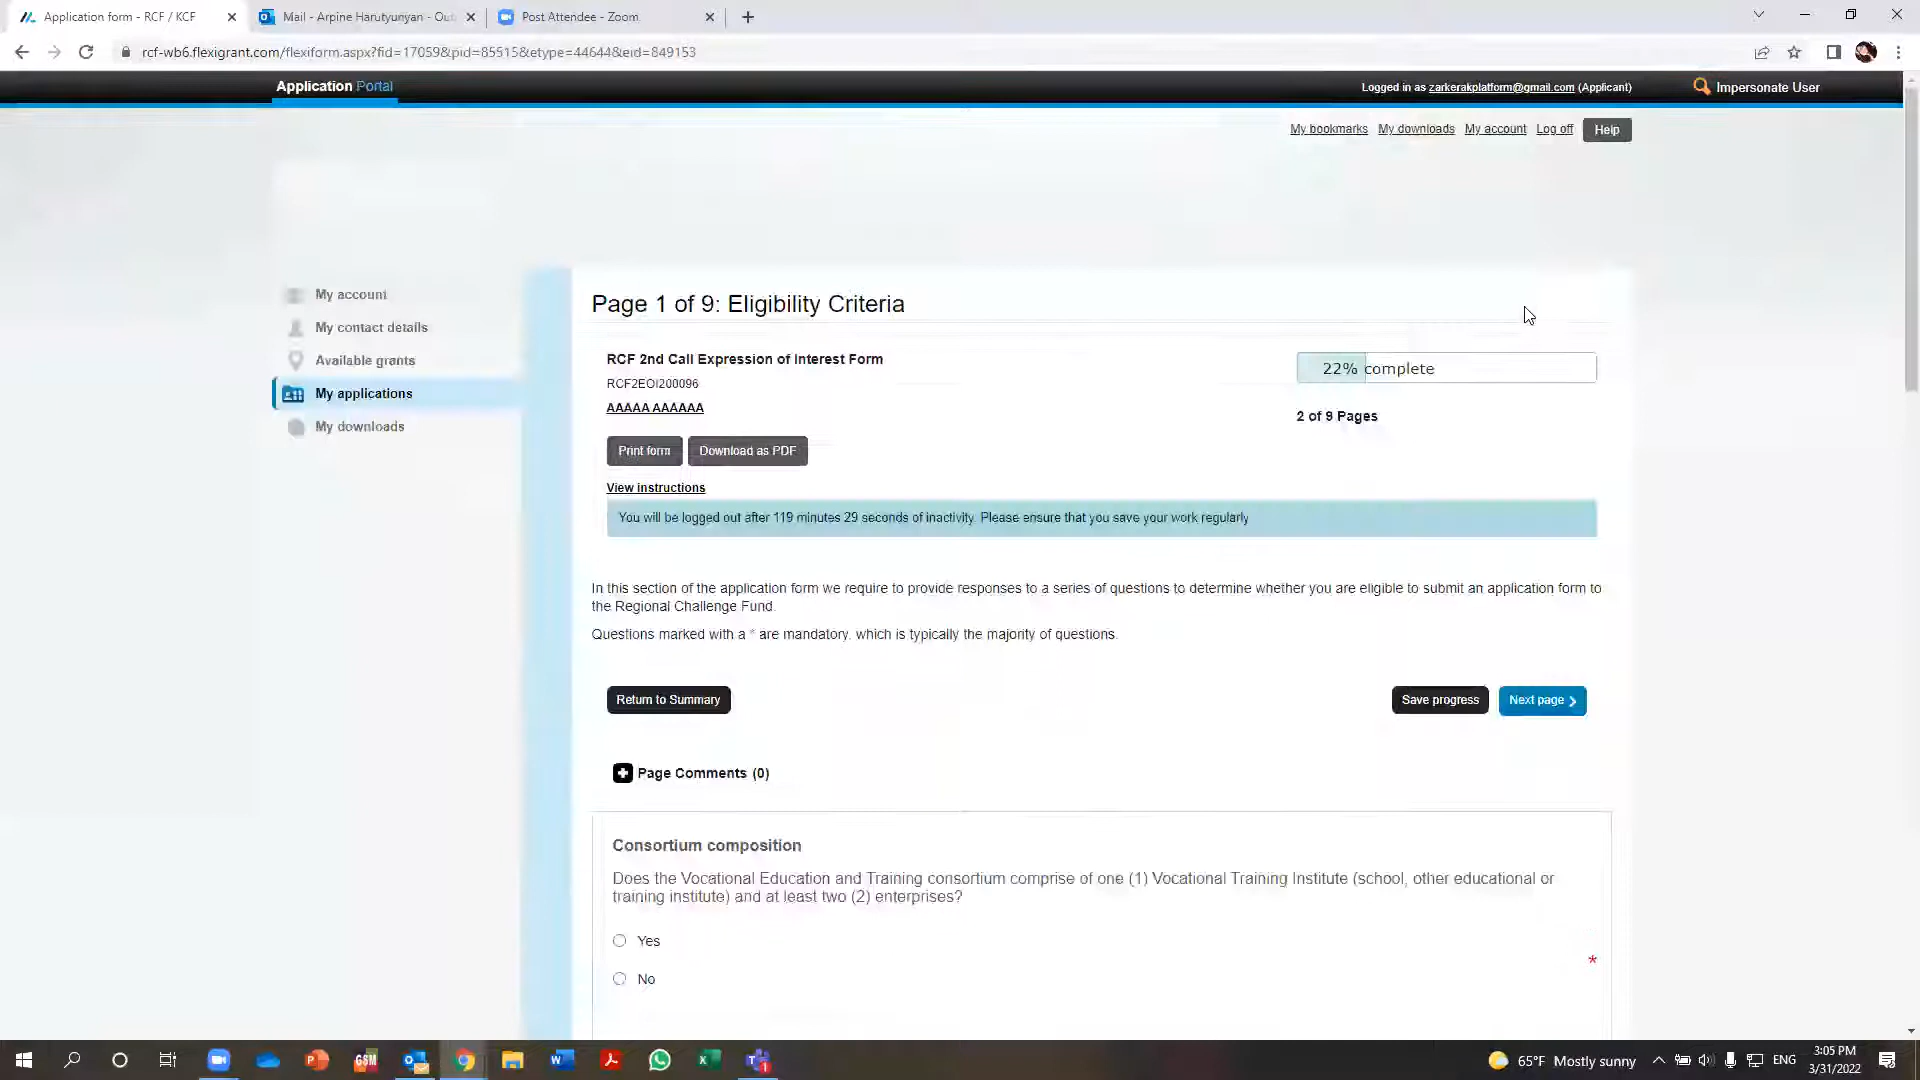 Application form - RCF / KCF
Mail - Arpine Harutyunyan - Out
Post Attendee - Zoom
rcf-wb6.flexigrant.com/flexiform.aspx?fid=17059&pid=85515&etype=44644&eid=849153
Application Portal
Logged in as zarkerakplatform@gmail.com (Applicant)
Impersonate User
My bookmarks My downloads My account Log off Help
My account
My contact details
Available grants
My applications
My downloads
Page 1 of 9: Eligibility Criteria
RCF 2nd Call Expression of Interest Form
RCF2EOI200096
AAAAA AAAAAA
22% complete
2 of 9 Pages
Print form Download as PDF
View instructions
You will be logged out after 119 minutes 29 seconds of inactivity. Please ensure that you save your work regularly
In this section of the application form we require to provide responses to a series of questions to determine whether you are eligible to submit an application form to
the Regional Challenge Fund.
Questions marked with a * are mandatory, which is typically the majority of questions.
Return to Summary
Save progress
Next page
Page Comments (0)
Consortium composition
Does the Vocational Education and Training consortium comprise of one (1) Vocational Training Institute (school, other educational or
training institute) and at least two (2) enterprises?
Yes
*
No
GSM
65°F Mostly sunny
ENG
3:05 PM
3/31/2022